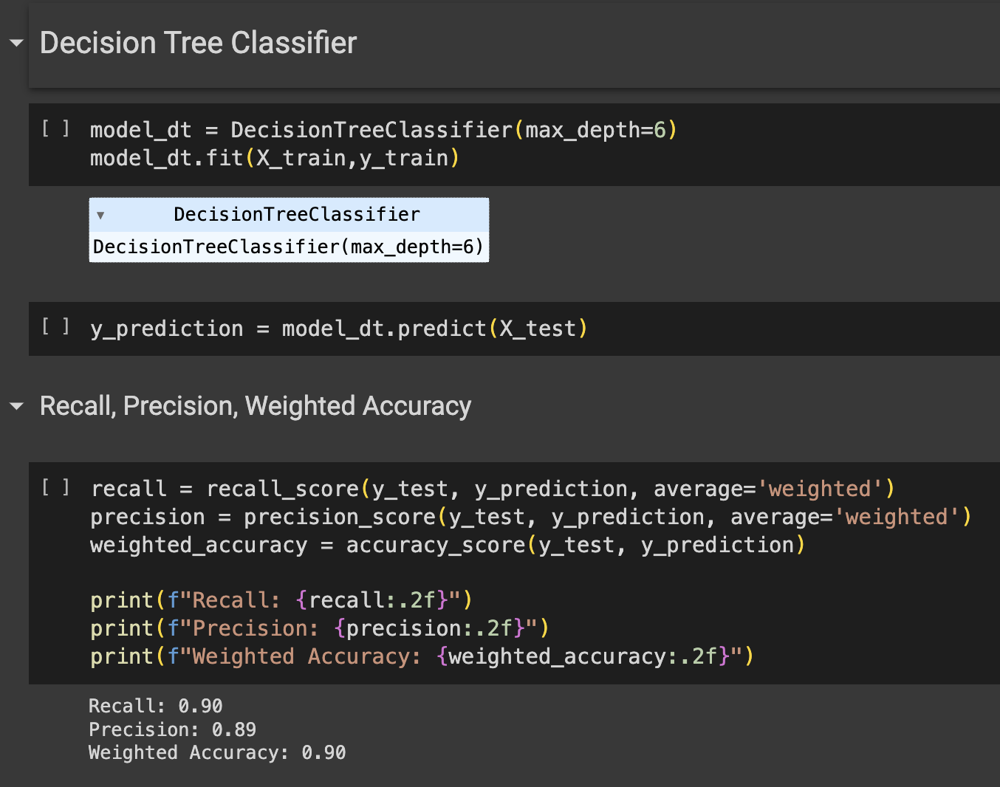 Decision Tree Classifier
[ ] model_dt = DecisionTreeClassifier(max_depth=6)
model_dt.fit(X_train,y_train)
DecisionTreeClassifier
DecisionTreeClassifier(max_depth=6)
[ ] y_prediction = model_dt.predict(X_test)
Recall, Precision, Weighted Accuracy
[ ] recall = recall_score(y_test, y_prediction, average='weighted')
precision = precision_score(y_test, y_prediction, average='weighted')
weighted_accuracy = accuracy_score(y_test, y_prediction)
print(f"Recall: {recall:.2f}")
print(f"Precision: {precision:.2f}")
print(f"Weighted Accuracy: {weighted_accuracy:.2f}")
Recall: 0.90
Precision: 0.89
Weighted Accuracy: 0.90